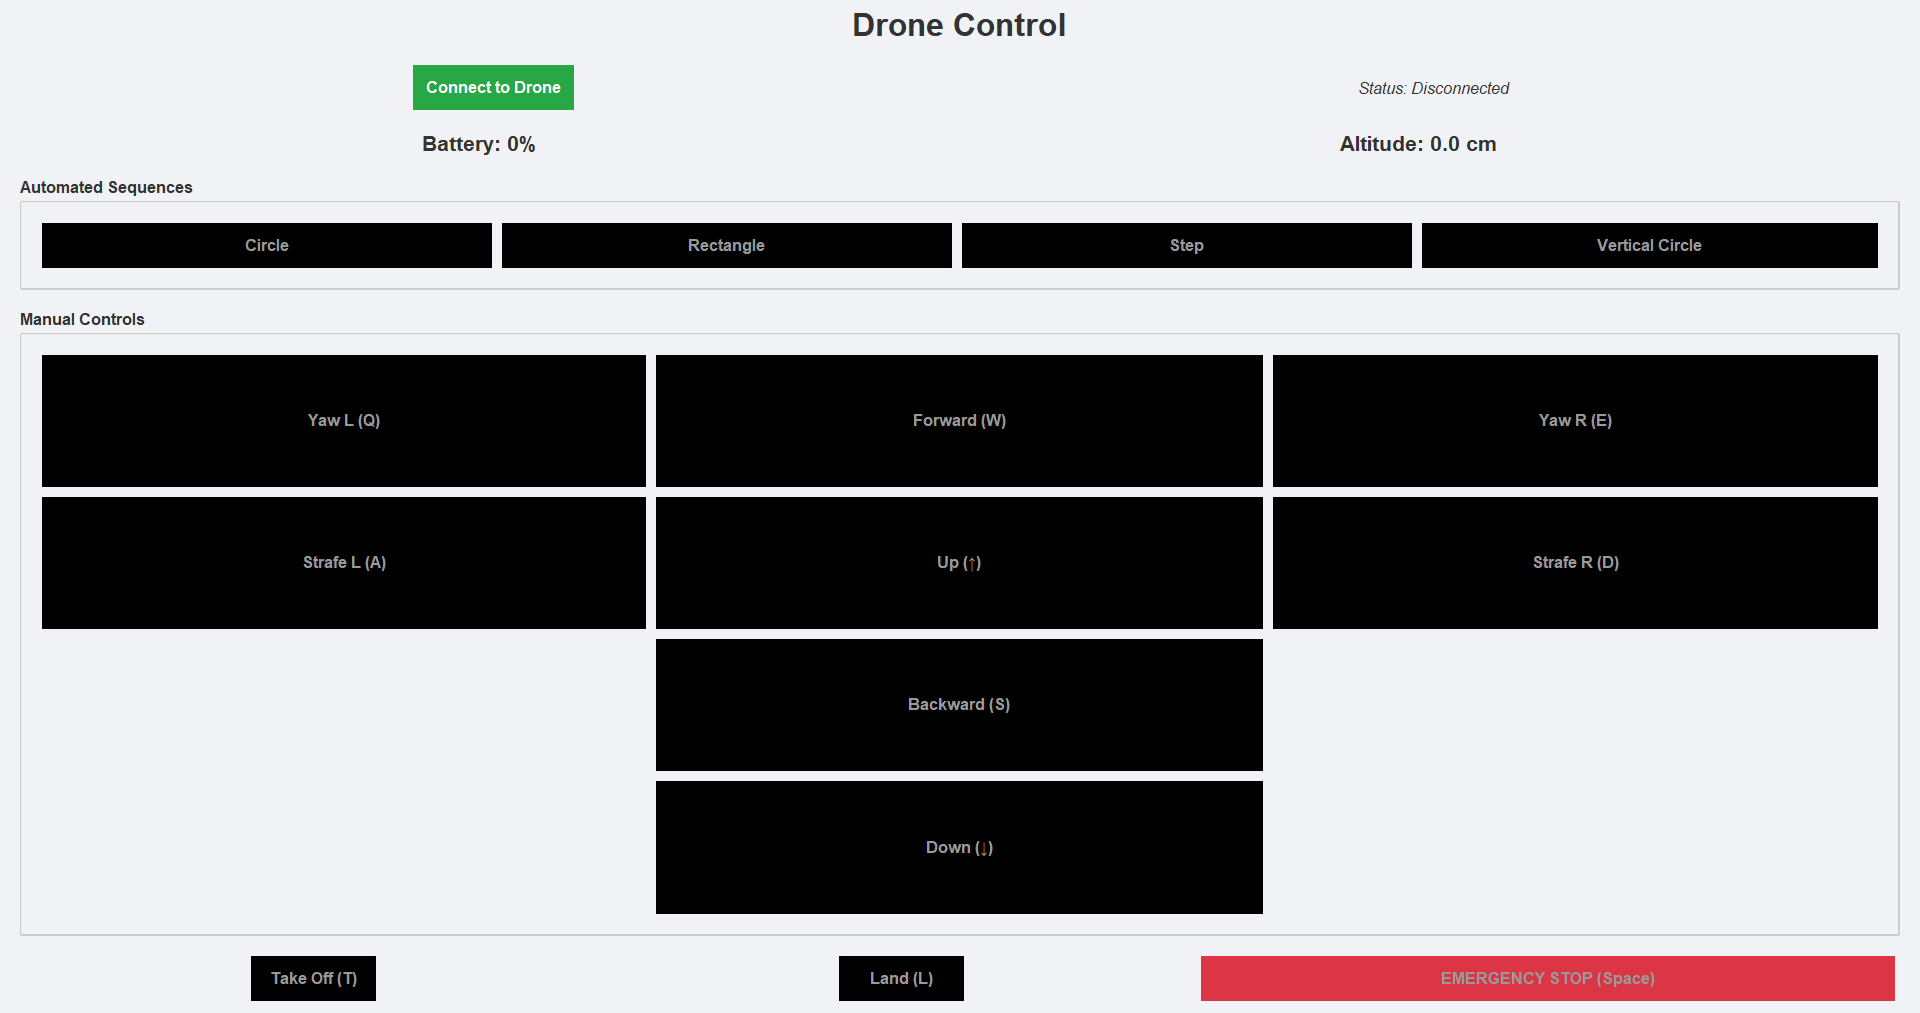 Drone Control
Connect to Drone
Status: Disconnected
Battery: 0%
Altitude: 0.0 cm
Automated Sequences
Circle
Rectangle
Step
Vertical Circle
Manual Controls
Yaw L (Q)
Forward (W)
Yaw R (E)
Strafe L (A)
Up (↑)
Strafe R (D)
Backward (S)
Down (↓)
Take Off (T)
Land (L)
EMERGENCY STOP (Space)